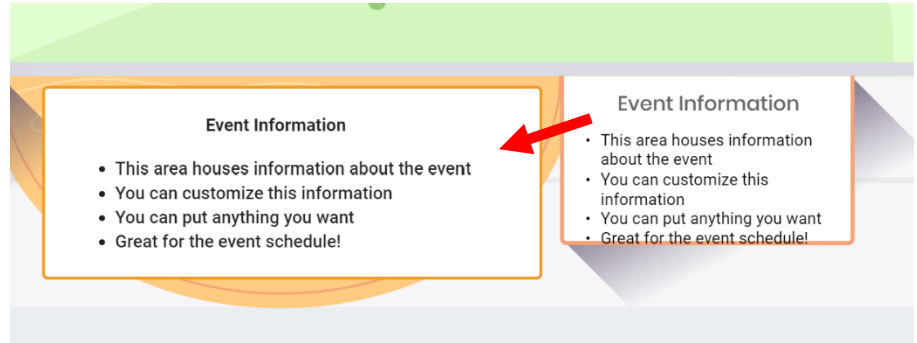 Event Information
• This area houses information about the event
• You can customize this information
• You can put anything you want
• Great for the event schedule!
Event Information
• This area houses information
about the event
• You can customize this
information
• You can put anything you want
• Great for the event schedule!